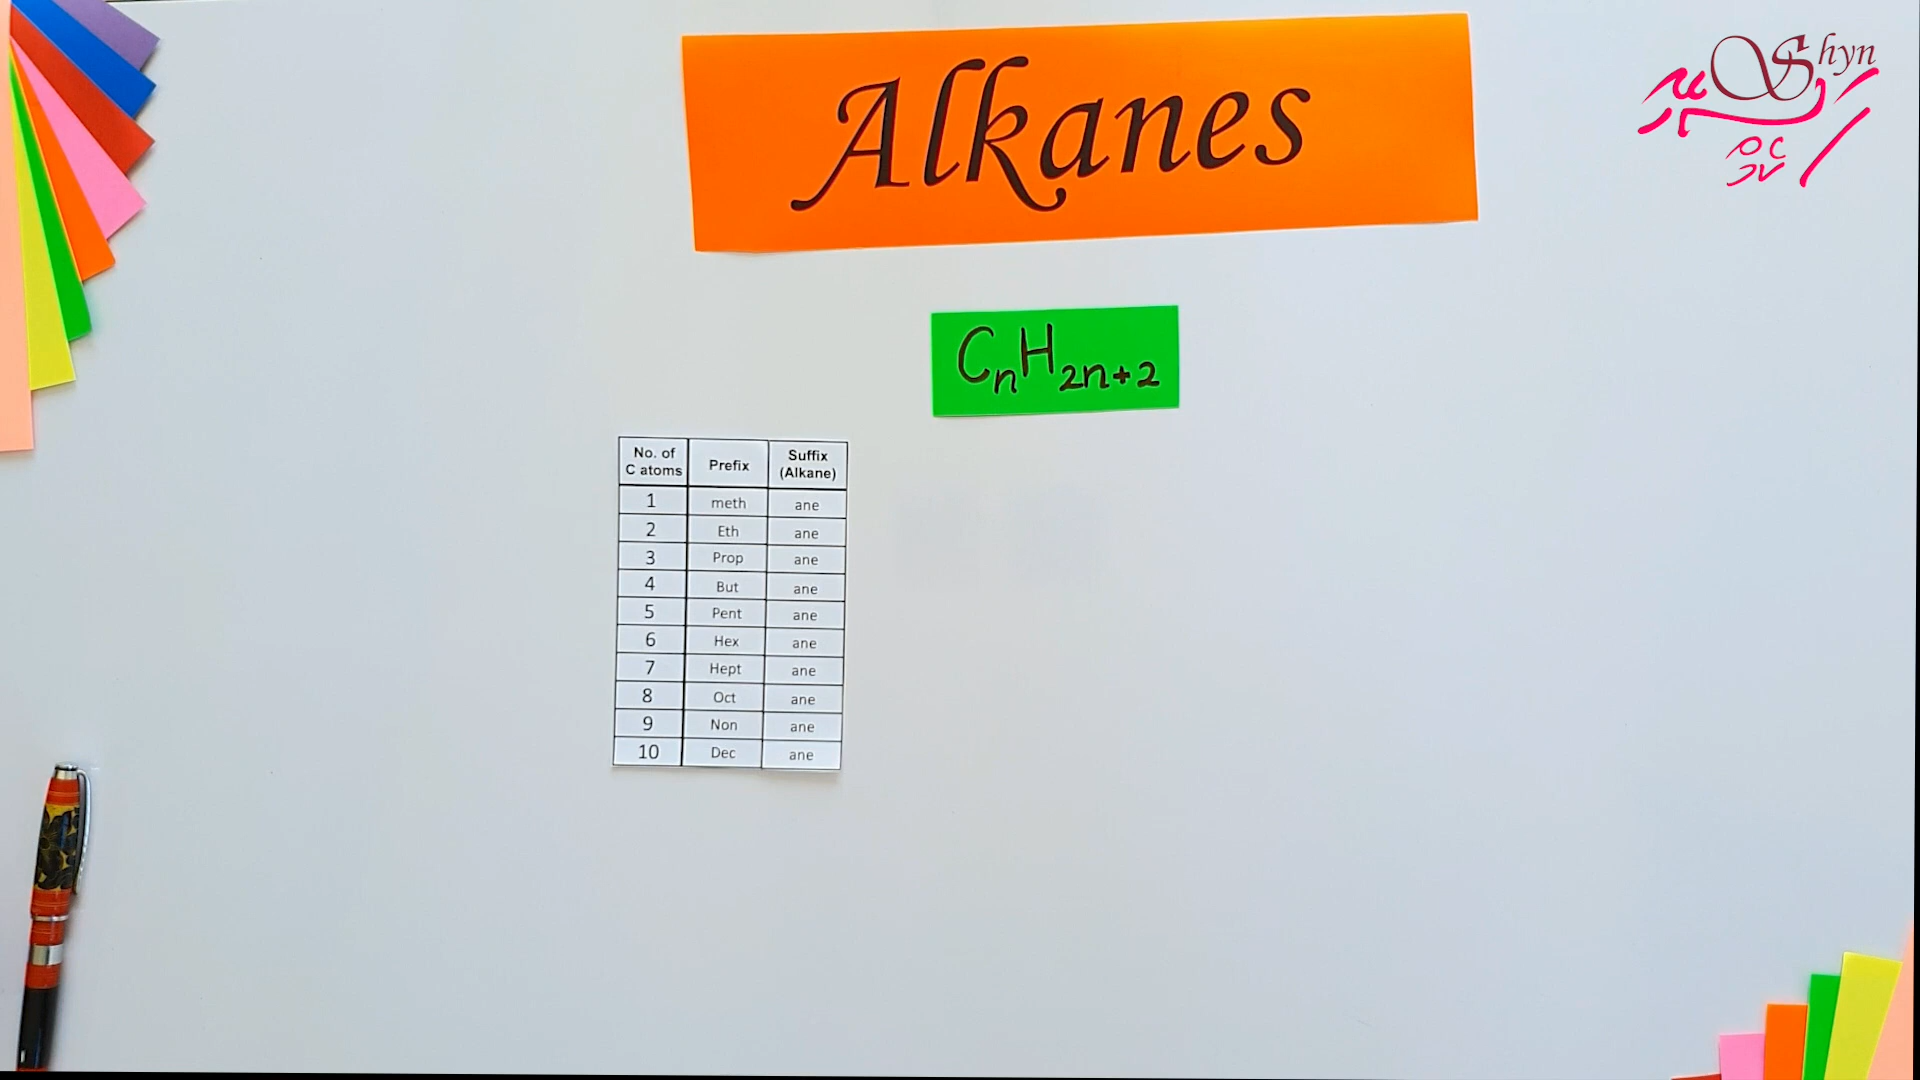 Alkanes
Shyn
CnH2n+2
No. of C atoms Prefix Suffix (Alkane)
1 meth ane
2 Eth ane
3 Prop ane
4 But ane
5 Pent ane
6 Hex ane
7 Hept ane
8 Oct ane
9 Non ane
10 Dec ane